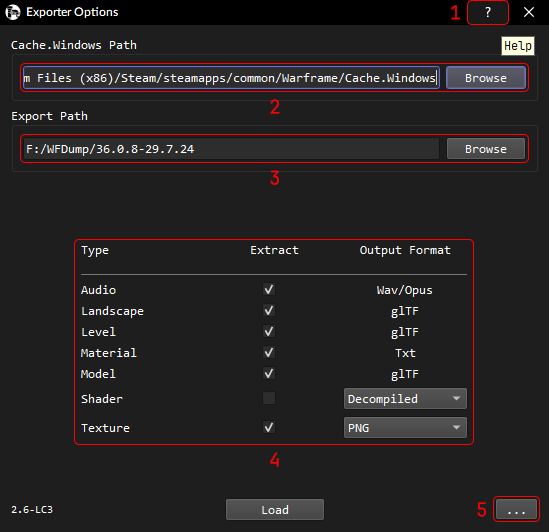 Exporter Options
1
?
Cache.Windows Path
Help
m Files (x86)/Steam/steamapps/common/Warframe/Cache.Windows
Browse
2
Export Path
F:/WFDump/36.0.8-29.7.24
Browse
3
Type Extract Output Format
Audio Wav/Opus
Landscape glTF
Level glTF
Material Txt
Model glTF
Shader Decompiled
Texture PNG
4
2.6-LC3
Load
5
...